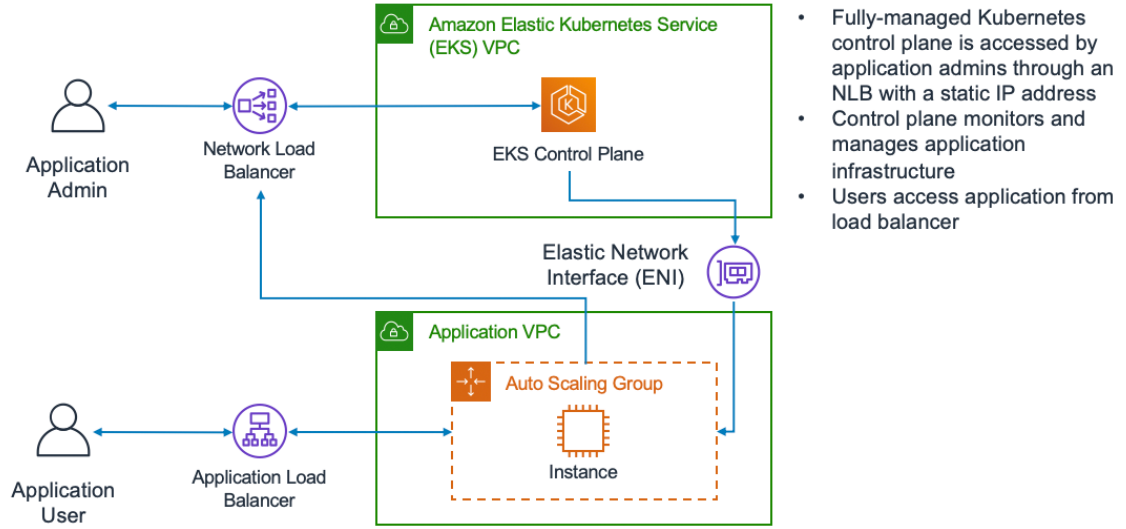 Amazon Elastic Kubernetes Service
(EKS) VPC
Application
Admin
Network Load
Balancer
K
EKS Control Plane
• Fully-managed Kubernetes
control plane is accessed by
application admins through an
NLB with a static IP address
• Control plane monitors and
manages application
infrastructure
• Users access application from
load balancer
Elastic Network
Interface (ENI)
Application VPC
Auto Scaling Group
Instance
Application
User
Application Load
Balancer